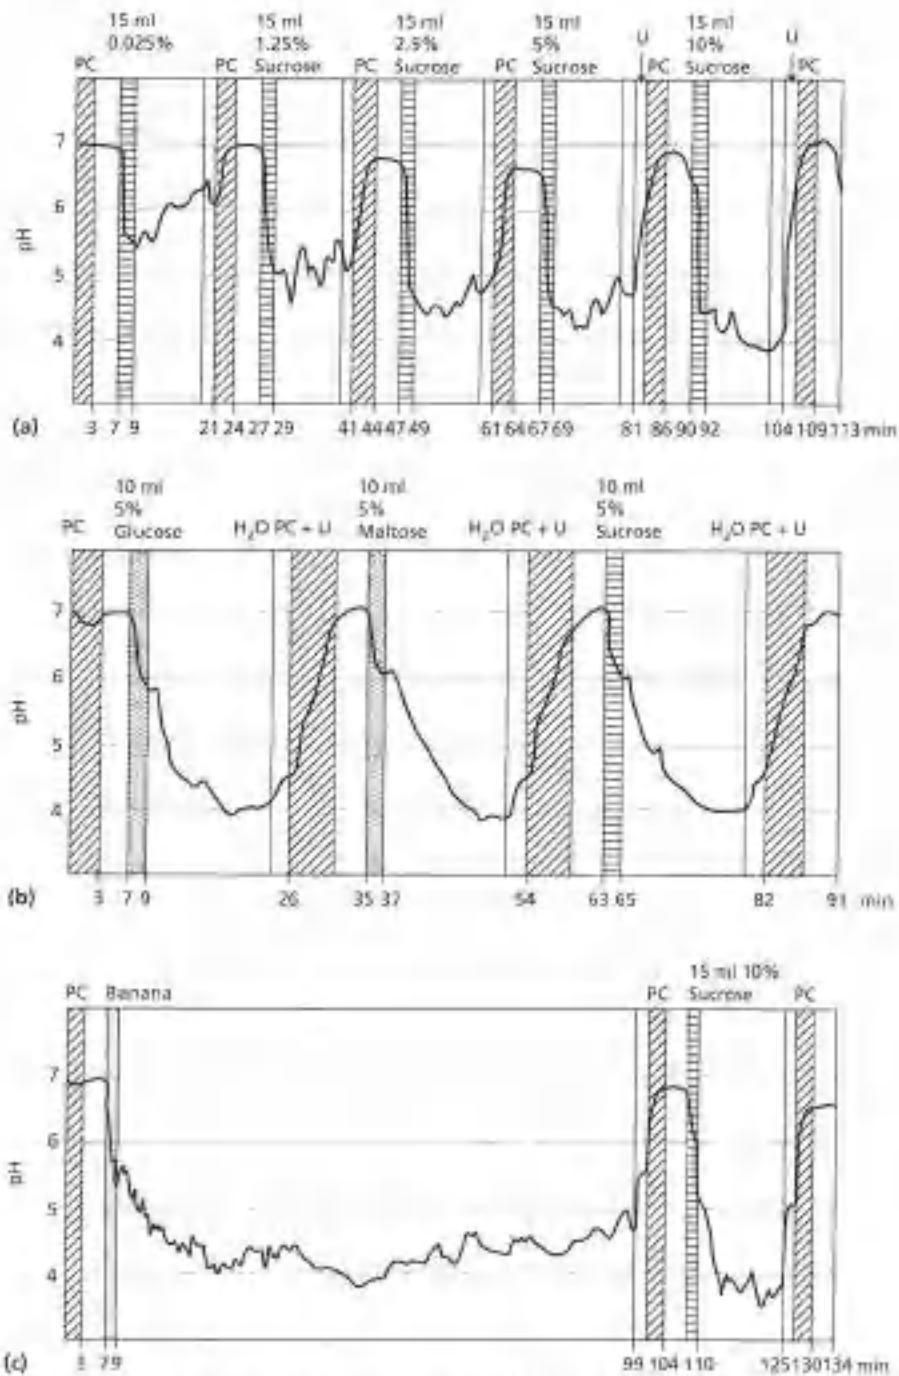 15 ml 15 ml 15 ml 15 ml 15 ml
0.025% 1.25% 2.5% 5% U 10% U
PC PC Sucrose PC Sucrose PC Sucrose PC Sucrose PC
7
6
pH
5
4
(a) 3 7 9 21 24 27 29 41 44 47 49 61 64 67 69 81 86 90 92 104 109 113 min
10 ml 10 ml 10 ml
5% 5% 5%
PC Glucose H₂O PC + U Maltose H₂O PC + U Sucrose H₂O PC + U
7
6
pH
5
4
(b) 3 7 9 26 35 37 54 63 65 82 91 min
15 ml 10%
PC Banana PC Sucrose PC
7
6
pH
5
4
(c) 3 7 9 99 104 110 125 130 134 min